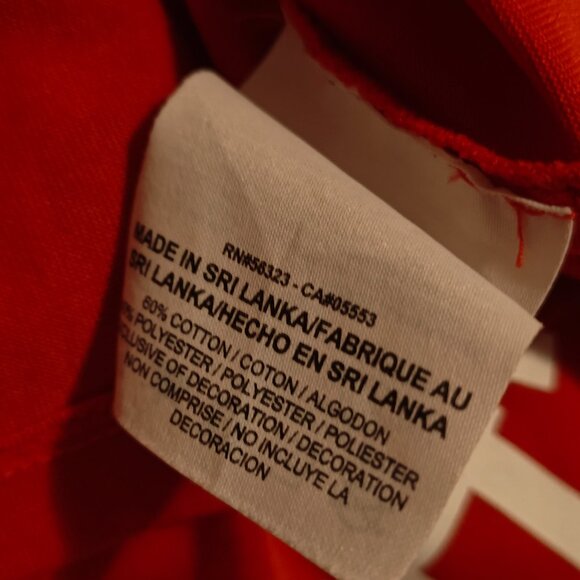 RN#56323 - CA#05553
MADE IN SRI LANKA/FABRIQUE AU
SRI LANKA/HECHO EN SRI LANKA
60% COTTON / COTON / ALGODON
% POLYESTER / POLYESTER / POLIESTER
CLUSIVE OF DECORATION / DECORATION
NON COMPRISE / NO INCLUYE LA
DECORACION